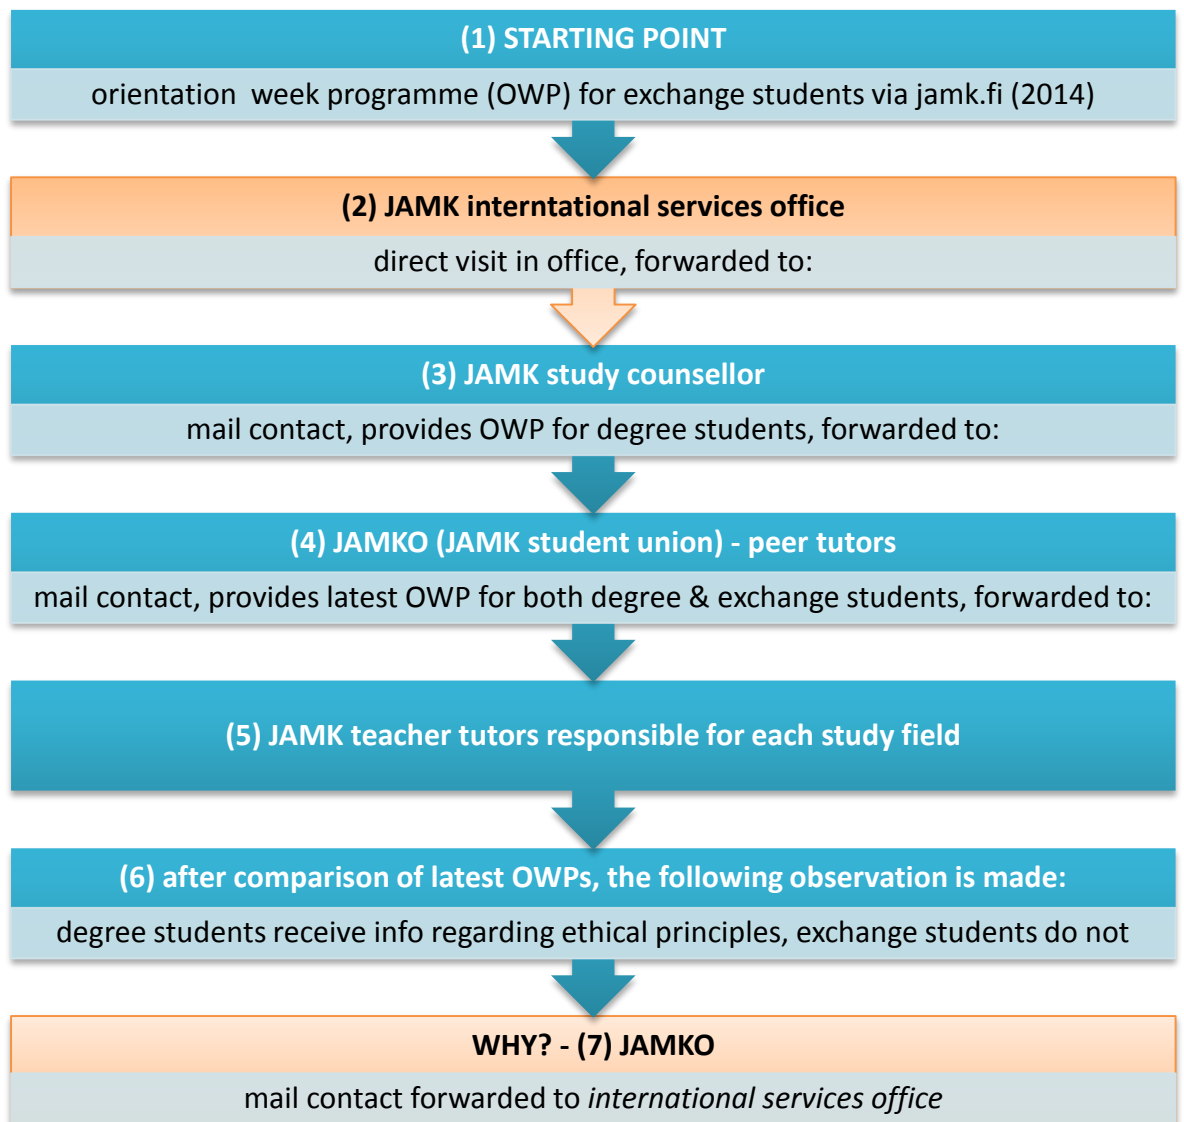 (1) STARTING POINT
orientation week programme (OWP) for exchange students via jamk.fi (2014)
(2) JAMK interntational services office
direct visit in office, forwarded to:
(3) JAMK study counsellor
mail contact, provides OWP for degree students, forwarded to:
(4) JAMKO (JAMK student union) - peer tutors
mail contact, provides latest OWP for both degree & exchange students, forwarded to:
(5) JAMK teacher tutors responsible for each study field
(6) after comparison of latest OWPs, the following observation is made:
degree students receive info regarding ethical principles, exchange students do not
WHY? - (7) JAMKO
mail contact forwarded to international services office